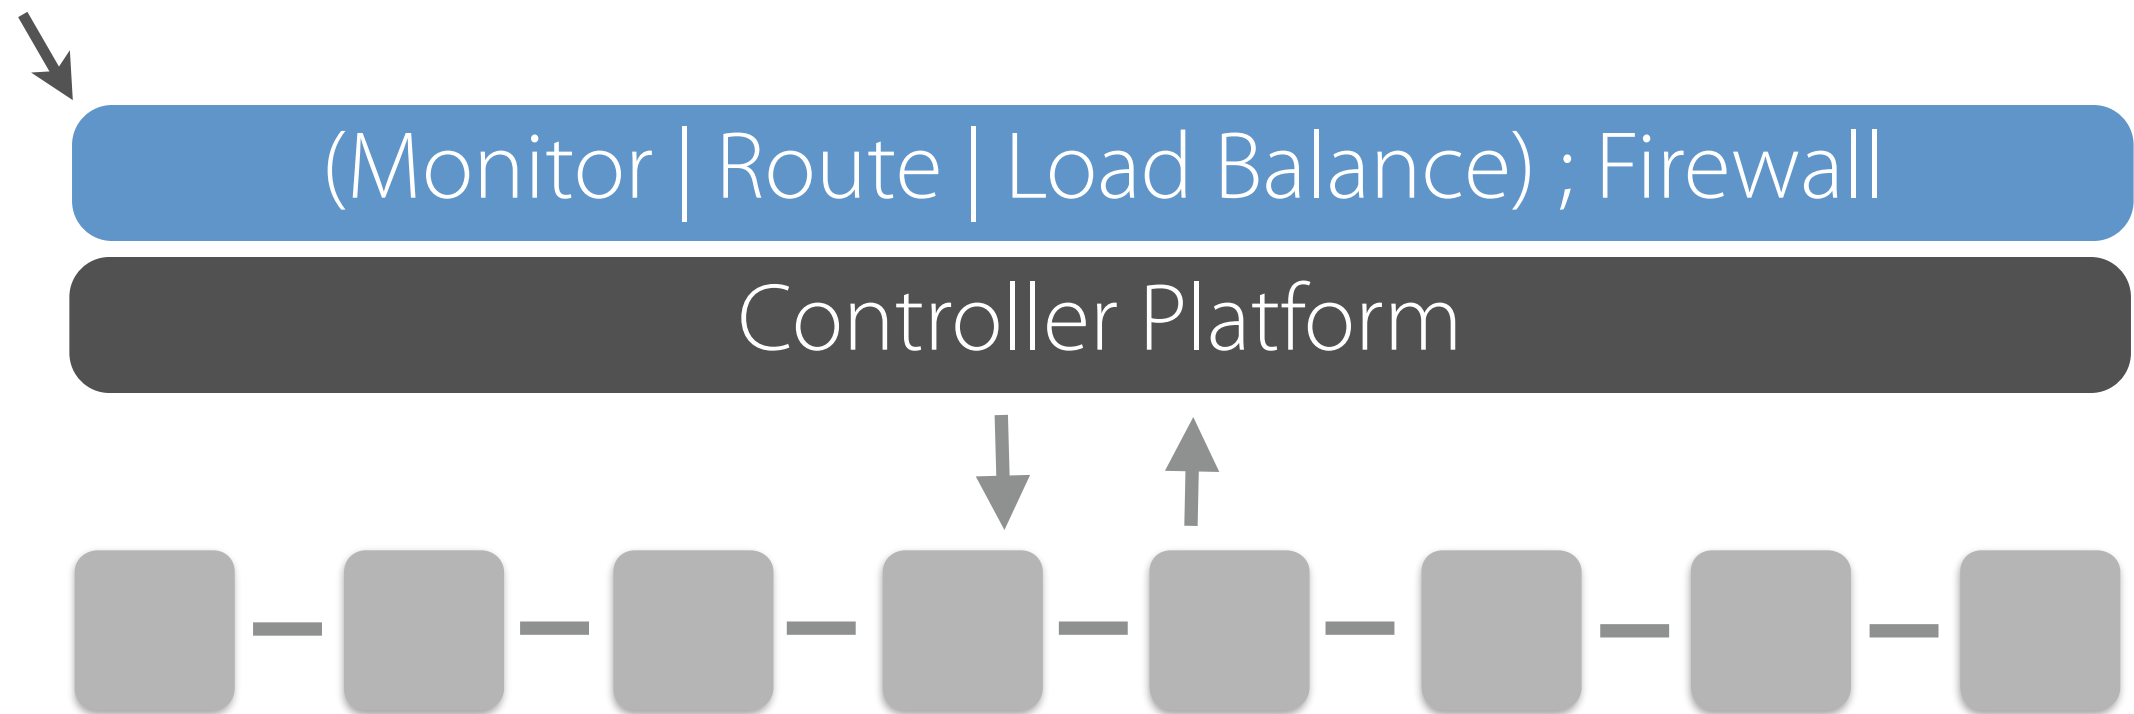 (Monitor | Route | Load Balance) ; Firewall
Controller Platform